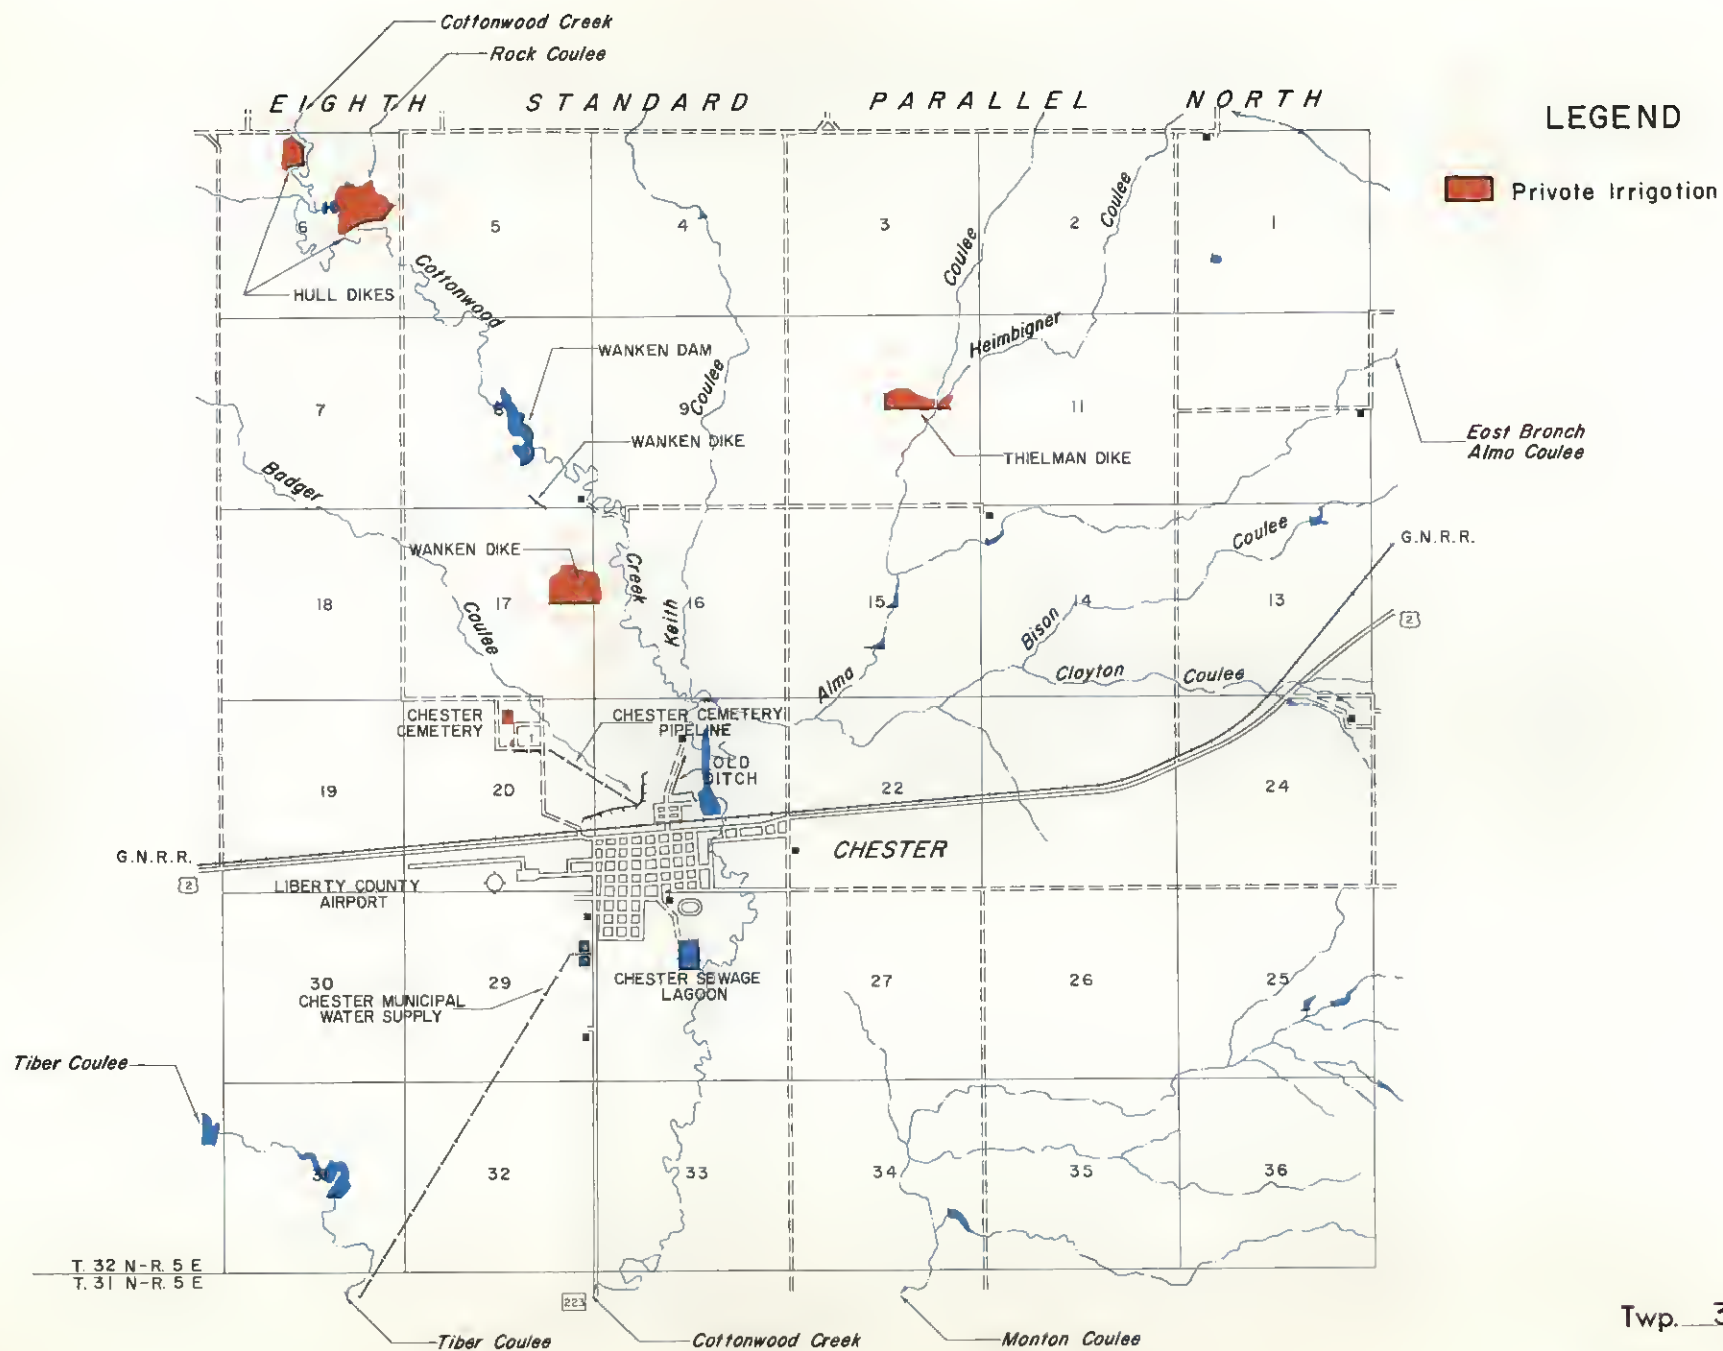 Cottonwood Creek
Rock Coulee
EIGHTH STANDARD PARALLEL NORTH
LEGEND
Private Irrigation
6
5
4
3
2
1
Coulee
Coulee
HULL DIKES
Cottonwood
Heimbigner
WANKEN DAM
7
8
9
Coulee
11
WANKEN DIKE
THIELMAN DIKE
East Branch
Alma Coulee
Badger
Coulee
G.N.R.R.
WANKEN DIKE
Creek
18
17
Keith
16
15
14
13
2
Coulee
Bison
Clayton Coulee
Alma
CHESTER
CEMETERY
CHESTER CEMETERY
PIPELINE
OLD
DITCH
19
20
22
24
G.N.R.R.
2
CHESTER
LIBERTY COUNTY
AIRPORT
30
29
CHESTER MUNICIPAL
WATER SUPPLY
CHESTER SEWAGE
LAGOON
27
26
25
Tiber Coulee
31
32
33
34
35
36
T. 32 N-R. 5 E
T. 31 N-R. 5 E
223
Tiber Coulee
Cottonwood Creek
Monton Coulee
Twp. 3